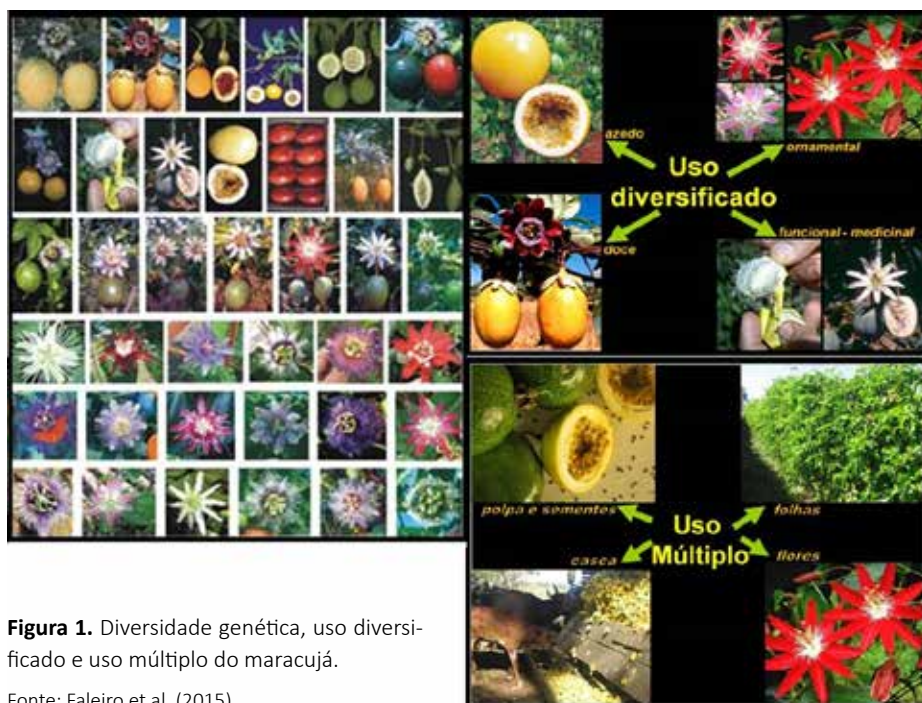 azedo
ornamental
Uso
diversificado
doce
funcional- medicinal
polpa e sementes
folhas
Uso
Múltiplo
casca
flores
Figura 1. Diversidade genética, uso diversi-
ficado e uso múltiplo do maracujá.
Fonte: Faleiro et al. (2015)